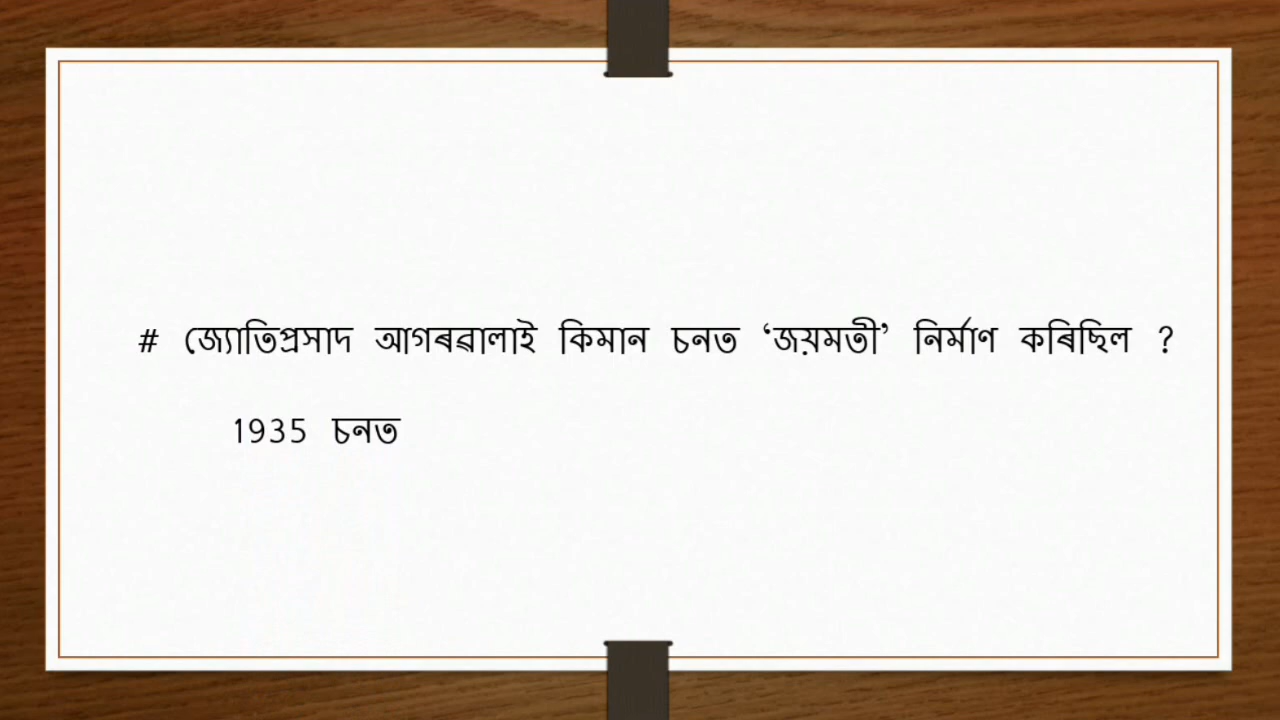 # জ্যোতিপ্ৰসাদ আগৰৱালাই কিমান চনত ‘জয়মতী’ নিৰ্মাণ কৰিছিল ?
1935 চনত